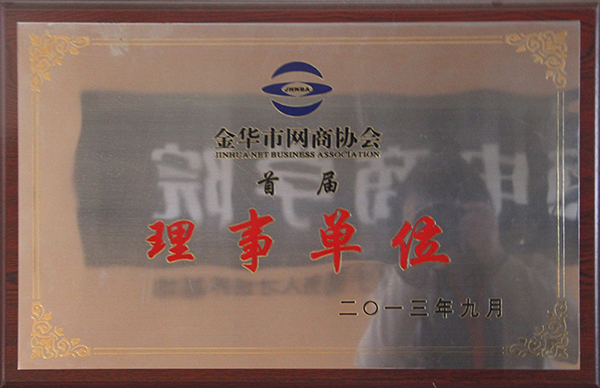 JHNBA
金华市网商协会
JINHUA NET BUSINESS ASSOCIATION
首届
理事单位
二〇一三年九月